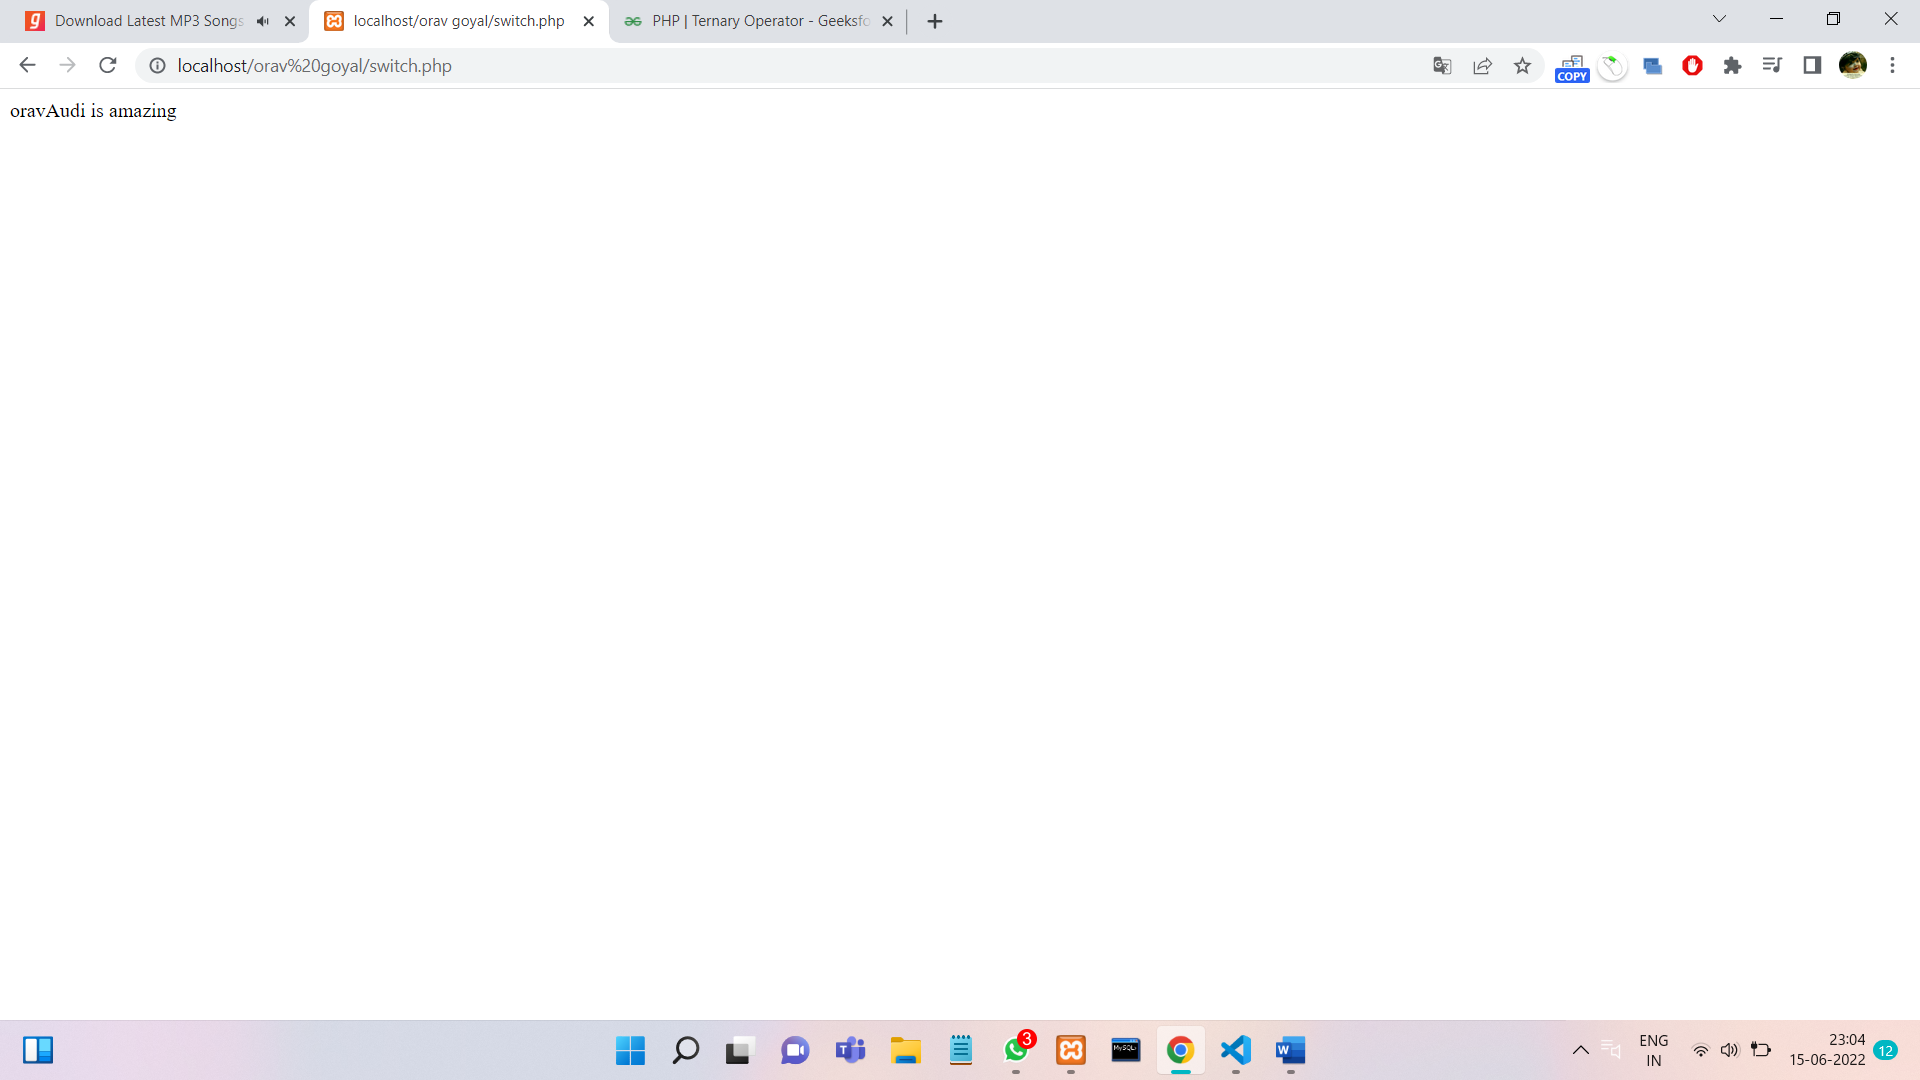 Download Latest MP3 Songs
localhost/orav goyal/switch.php
PHP | Ternary Operator - Geeksfo
localhost/orav%20goyal/switch.php
COPY
oravAudi is amazing
3
MySQL
ENG
IN
23:04
15-06-2022
12